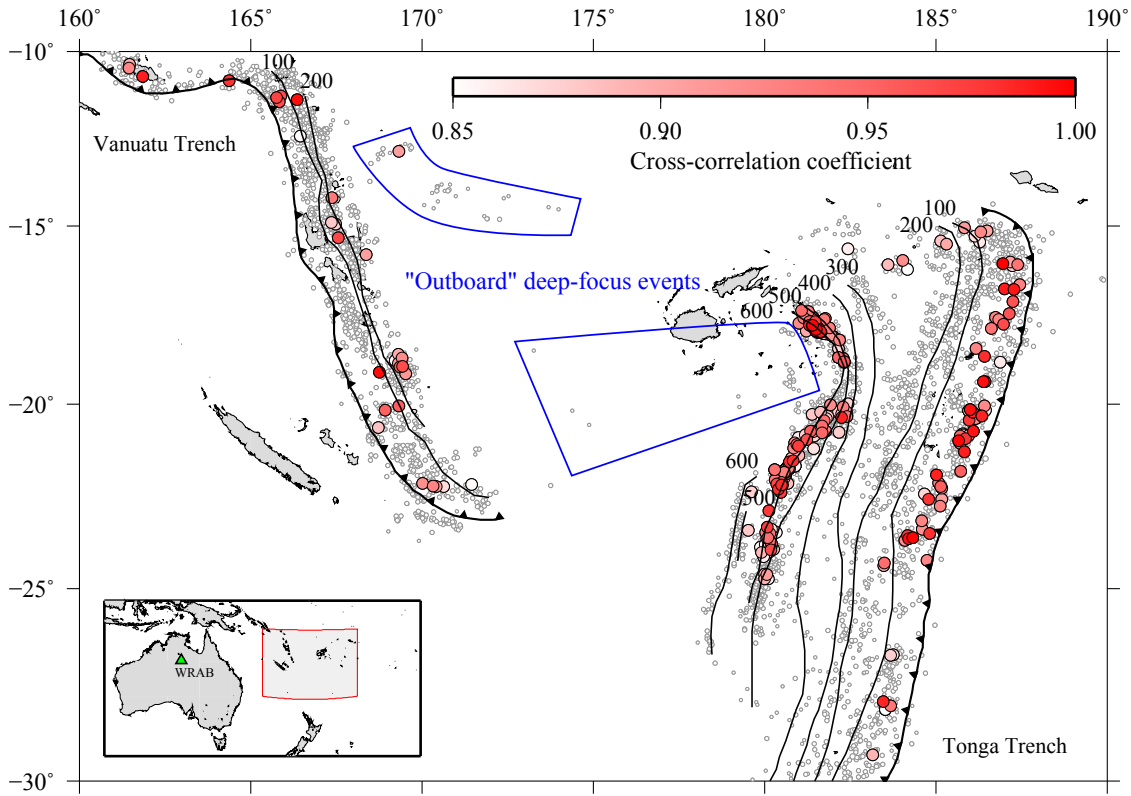 160 165 170 175 180 185 190˚
−10˚
−15˚
−20˚
−25˚
−30˚
100
200
Vanuatu Trench
0.85 0.90 0.95 1.00
Cross-correlation coefficient
"Outboard" deep-focus events
100
200
300
400
500
600
600
500
WRAB
Tonga Trench